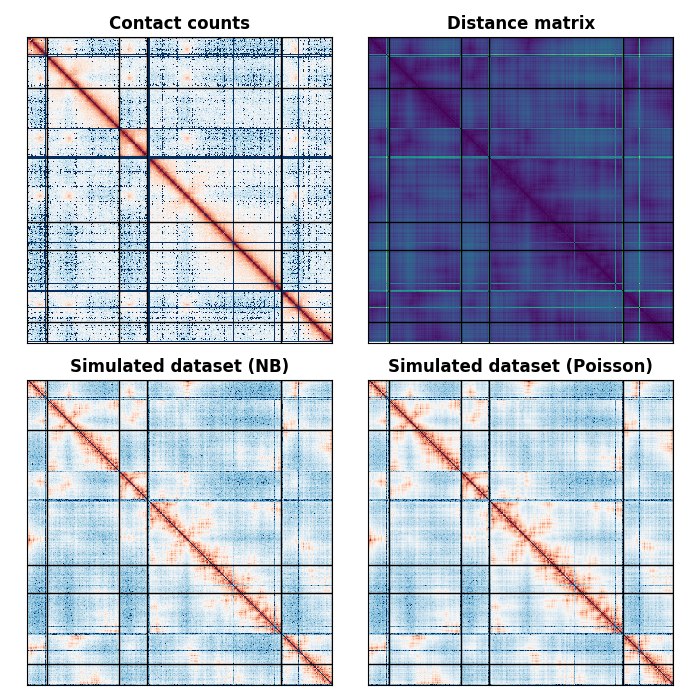 Contact counts
Distance matrix
Simulated dataset (NB)
Simulated dataset (Poisson)